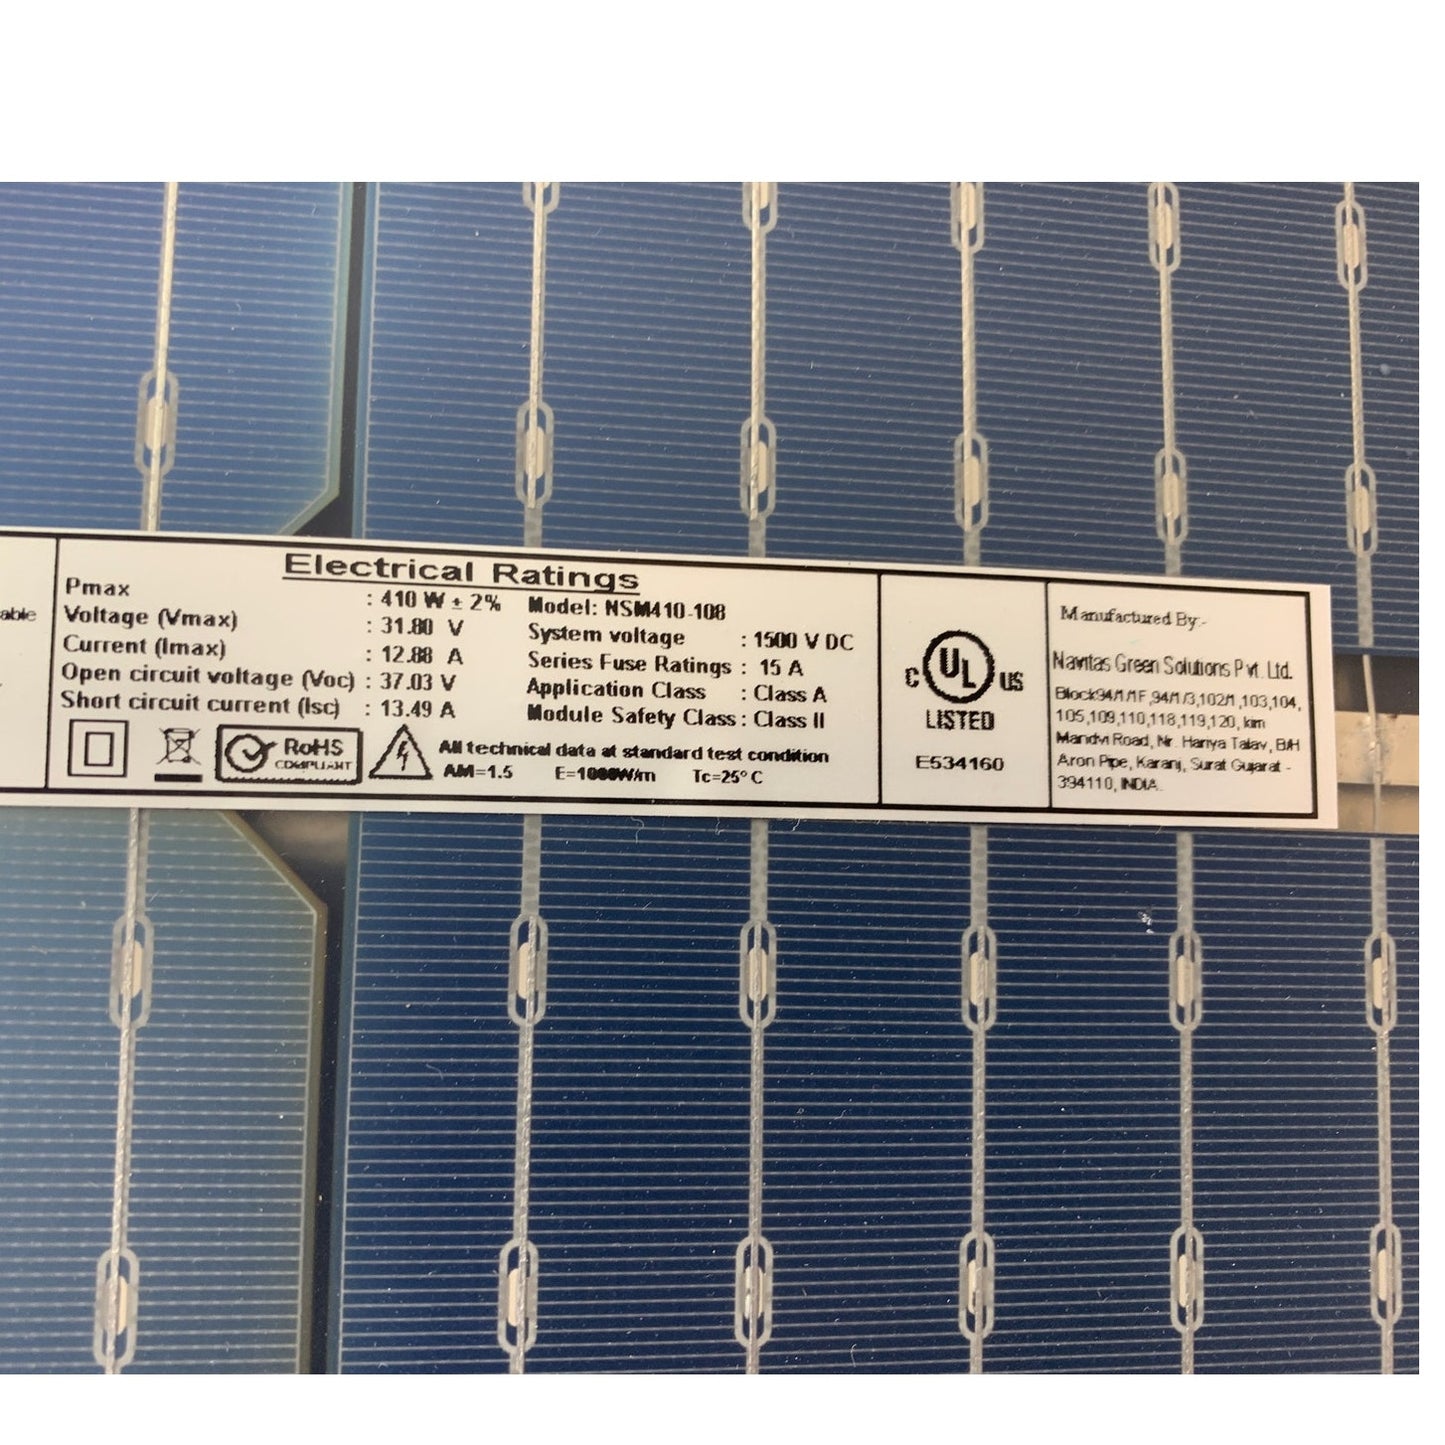 able
Electrical Ratings
Pmax : 410 W ± 2%
Voltage (Vmax) : 31.80 V
Current (Imax) : 12.88 A
Open circuit voltage (Voc) : 37.03 V
Short circuit current (Isc) : 13.49 A
Model: NSM410-108
System voltage : 1500 V DC
Series Fuse Ratings : 15 A
Application Class : Class A
Module Safety Class : Class II
RoHS
COMPLIANT
All technical data at standard test condition
AM=1.5 E=1000W/m Tc=25° C
C UL US
LISTED
E534160
Manufactured By:-
Navitas Green Solutions Pvt. Ltd.
Block94/1/1F,94/1/3,102/1,103,104,
105,109,110,118,119,120, kim
Mandvi Road, Nr. Hariya Talav, B/H
Aron Pipe, Karanj, Surat Gujarat -
394110, INDIA.